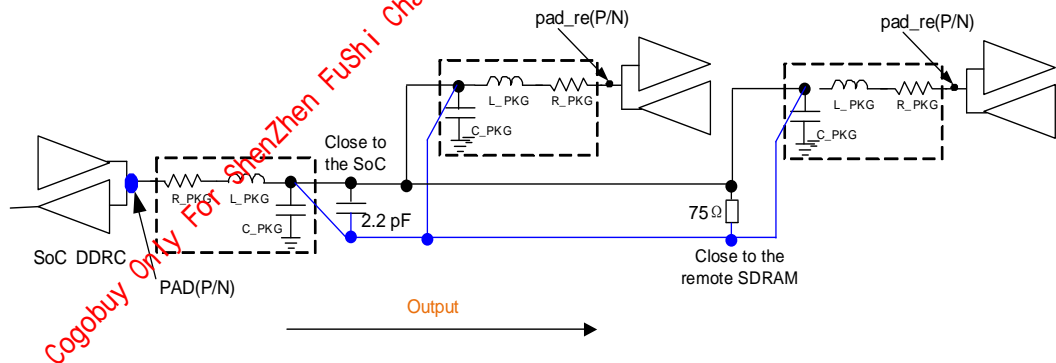 pad_re(P/N)
pad_re(P/N)
L_PKG
R_PKG
C_PKG
L_PKG
R_PKG
C_PKG
Close to
the SoC
R_PKG
L_PKG
C_PKG
2.2 pF
75Ω
SoC DDRC
PAD(P/N)
Close to the
remote SDRAM
Output
Cogobuy Only For ShenZhen FuShi Cha